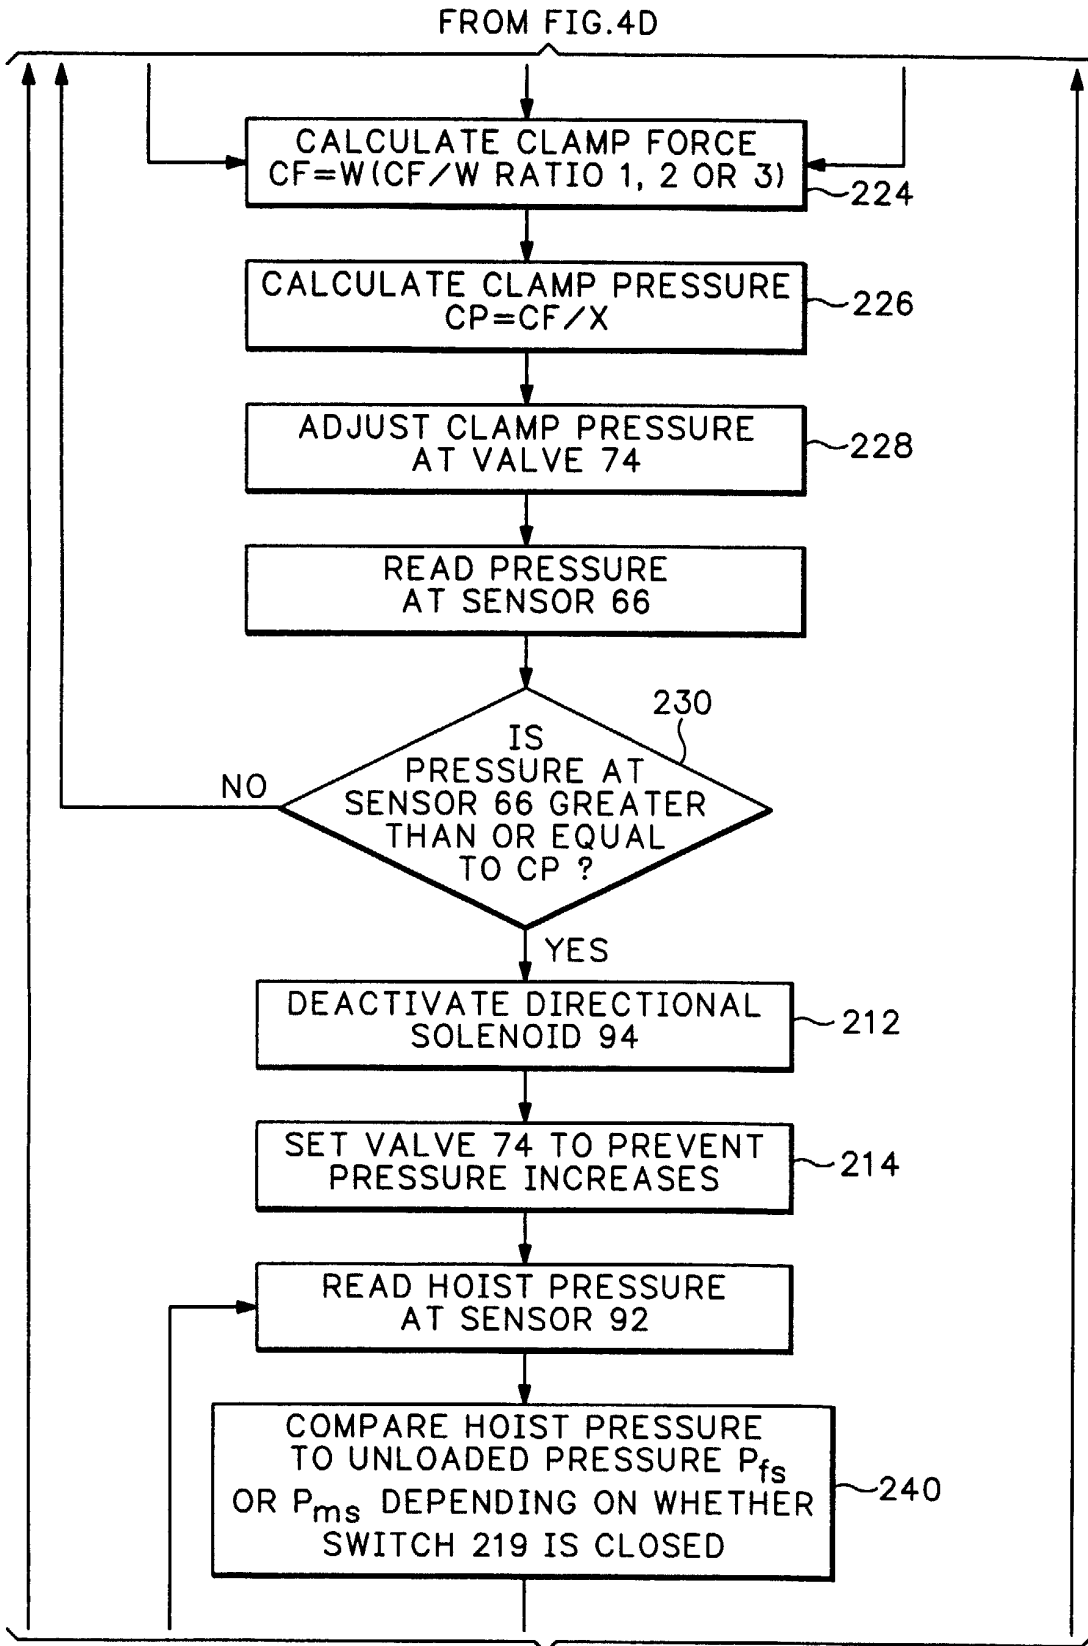 FROM FIG.4D
CALCULATE CLAMP FORCE
CF=W(CF/W RATIO 1, 2 OR 3)
224
CALCULATE CLAMP PRESSURE
CP=CF/X
226
ADJUST CLAMP PRESSURE
AT VALVE 74
228
READ PRESSURE
AT SENSOR 66
230
IS
PRESSURE AT
SENSOR 66 GREATER
THAN OR EQUAL
TO CP ?
NO
YES
DEACTIVATE DIRECTIONAL
SOLENOID 94
212
SET VALVE 74 TO PREVENT
PRESSURE INCREASES
214
READ HOIST PRESSURE
AT SENSOR 92
COMPARE HOIST PRESSURE
TO UNLOADED PRESSURE Pfs
OR Pms DEPENDING ON WHETHER
SWITCH 219 IS CLOSED
240